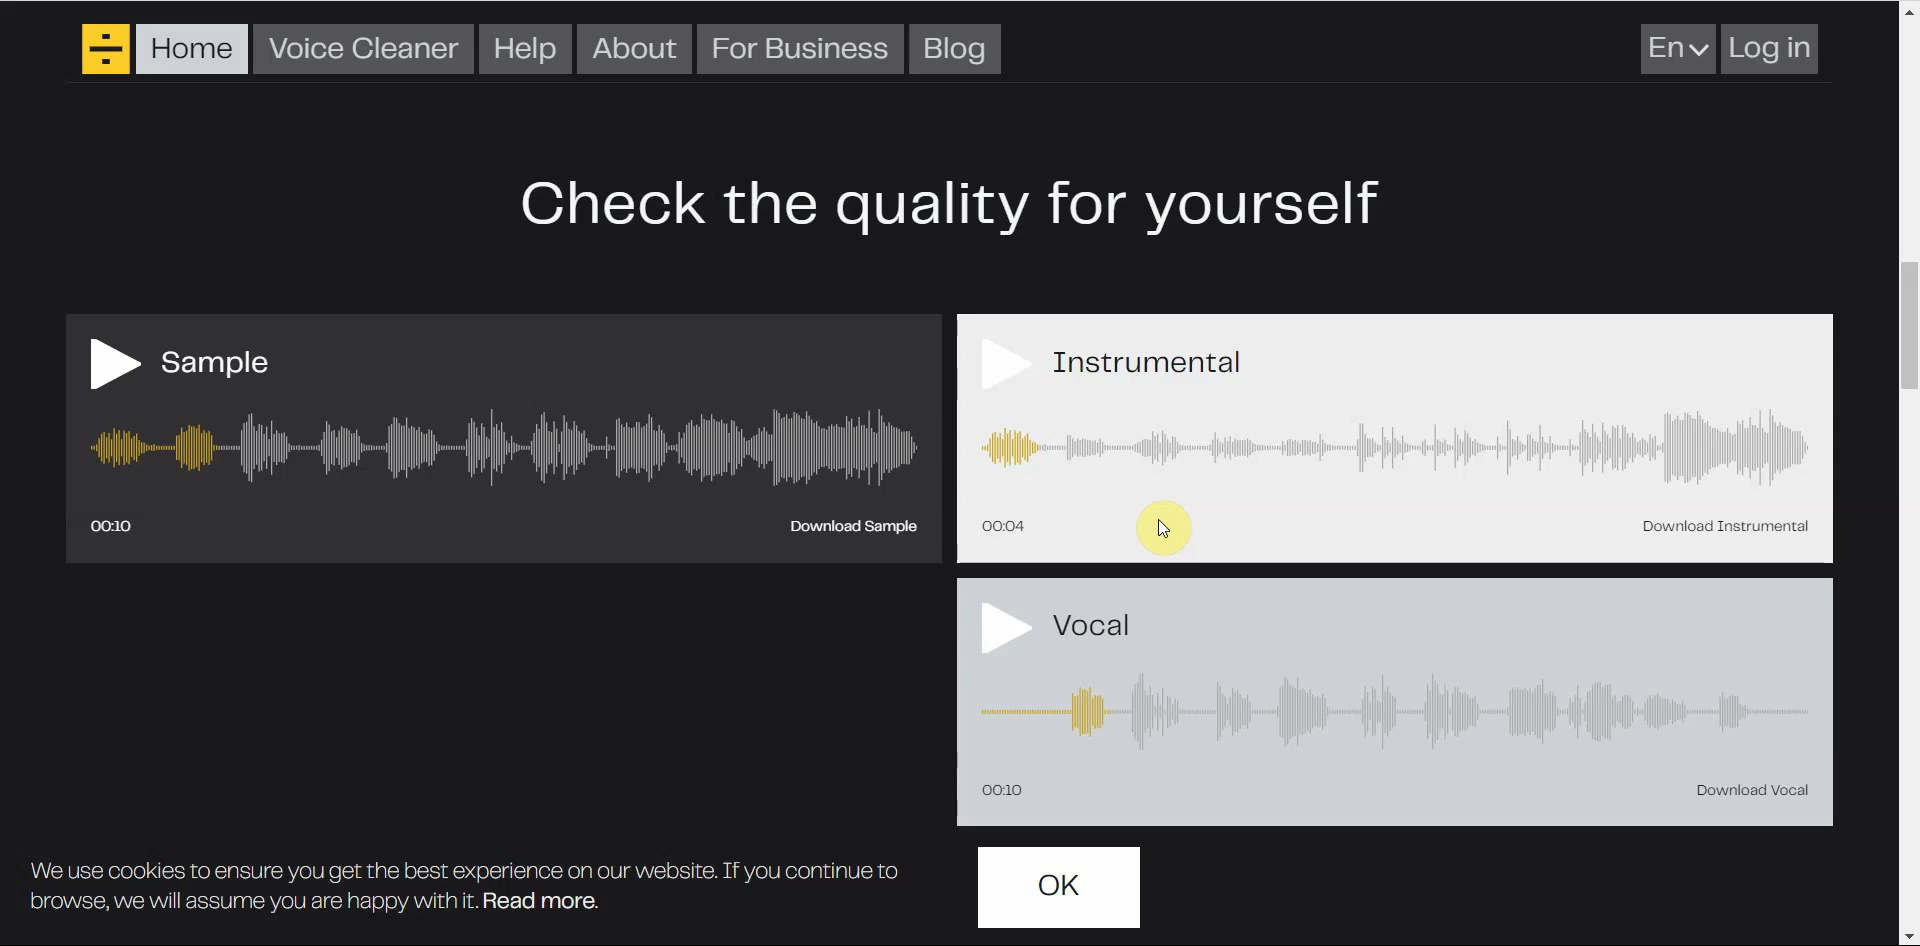 Home Voice Cleaner Help About For Business Blog En Log in
Check the quality for yourself
Sample
00:10 Download Sample
Instrumental
00:04 Download Instrumental
Vocal
00:10 Download Vocal
We use cookies to ensure you get the best experience on our website. If you continue to
browse, we will assume you are happy with it. Read more.
OK